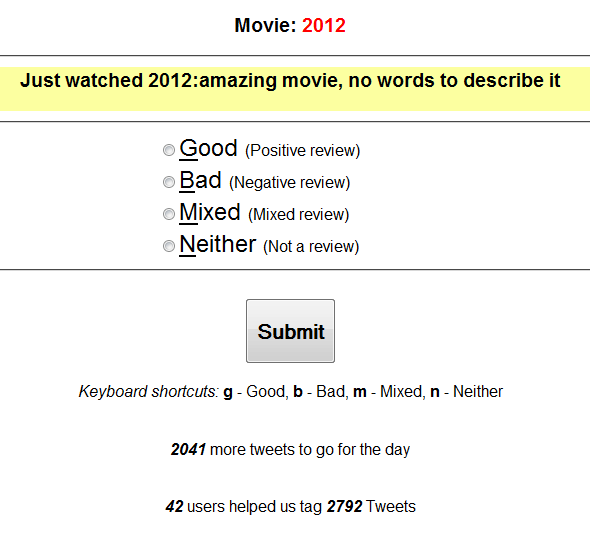 Movie: 2012
Just watched 2012:amazing movie, no words to describe it
Good (Positive review)
Bad (Negative review)
Mixed (Mixed review)
Neither (Not a review)
Submit
Keyboard shortcuts: g - Good, b - Bad, m - Mixed, n - Neither
2041 more tweets to go for the day
42 users helped us tag 2792 Tweets